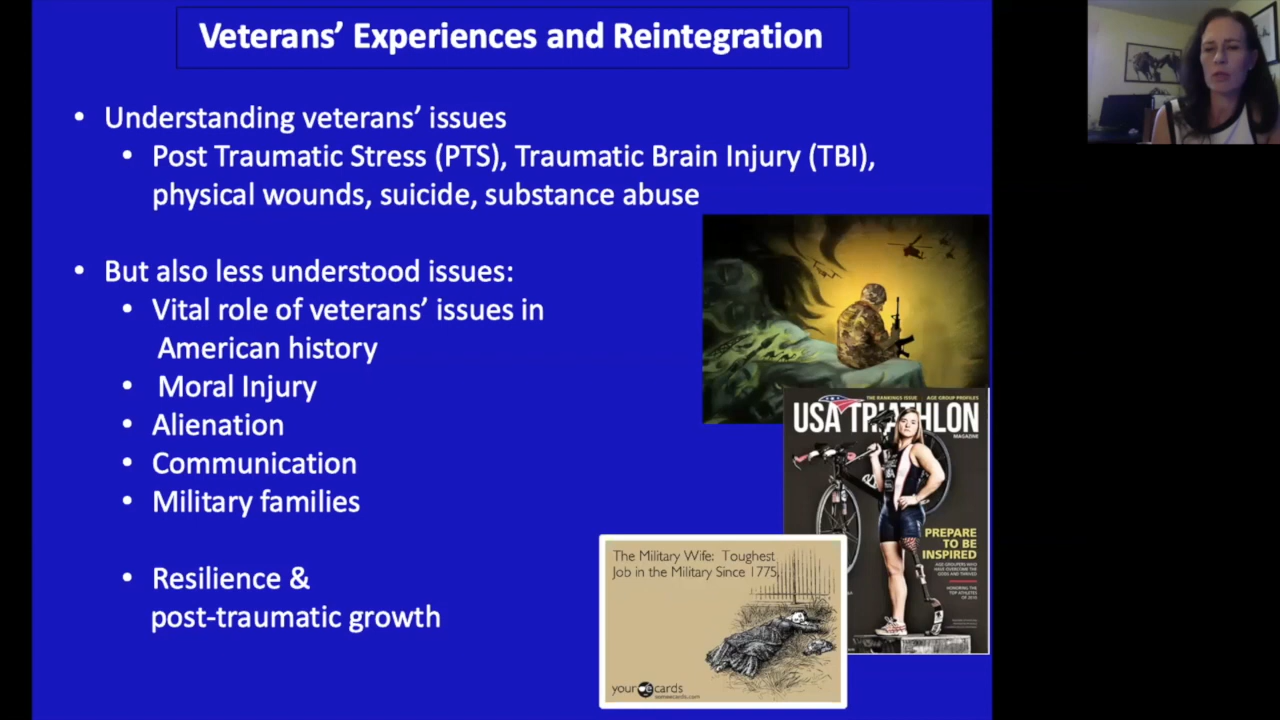 Veterans’ Experiences and Reintegration
• Understanding veterans’ issues
• Post Traumatic Stress (PTS), Traumatic Brain Injury (TBI),
physical wounds, suicide, substance abuse
• But also less understood issues:
• Vital role of veterans’ issues in
American history
• Moral Injury
• Alienation
• Communication
• Military families
• Resilience &
post-traumatic growth
THE RANKINGS ISSUE AGE GROUP PROFILES
USA TRIATHLON
MAGAZINE
PREPARE
TO BE
INSPIRED
The Military Wife: Toughest
Job in the Military Since 1775.
your e cards
someecards.com